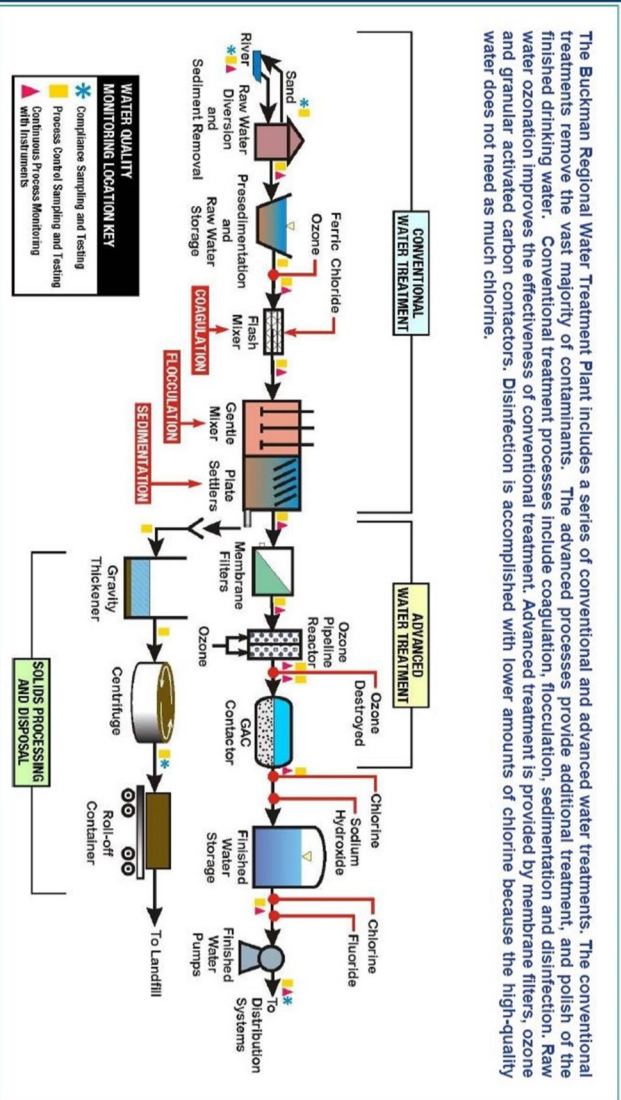 The Buckman Regional Water Treatment Plant includes a series of conventional and advanced water treatments. The conventional
treatments remove the vast majority of contaminants. The advanced processes provide additional treatment, and polish of the
finished drinking water. Conventional treatment processes include coagulation, flocculation, sedimentation and disinfection. Raw
water ozonation improves the effectiveness of conventional treatment. Advanced treatment is provided by membrane filters, ozone
and granular activated carbon contactors. Disinfection is accomplished with lower amounts of chlorine because the high-quality
water does not need as much chlorine.
CONVENTIONAL
WATER TREATMENT
ADVANCED
WATER TREATMENT
Sand
River
Raw Water
Diversion
and
Sediment Removal
Presedimentation
and
Raw Water
Storage
Ferric Chloride
Ozone
Flash
Mixer
COAGULATION
Gentle
Mixer
FLOCCULATION
Plate
Settlers
SEDIMENTATION
Membrane
Filters
Ozone
Pipeline
Reactor
Ozone
Ozone
Destroyed
GAC
Contactor
Chlorine
Sodium
Hydroxide
Finished
Water
Storage
Chlorine
Fluoride
Finished
Water
Pumps
To
Distribution
Systems
Gravity
Thickener
Centrifuge
Roll-off
Container
To Landfill
SOLIDS PROCESSING
AND DISPOSAL
WATER QUALITY
MONITORING LOCATION KEY
Compliance Sampling and Testing
Process Control Sampling and Testing
Continuous Process Monitoring
with Instruments